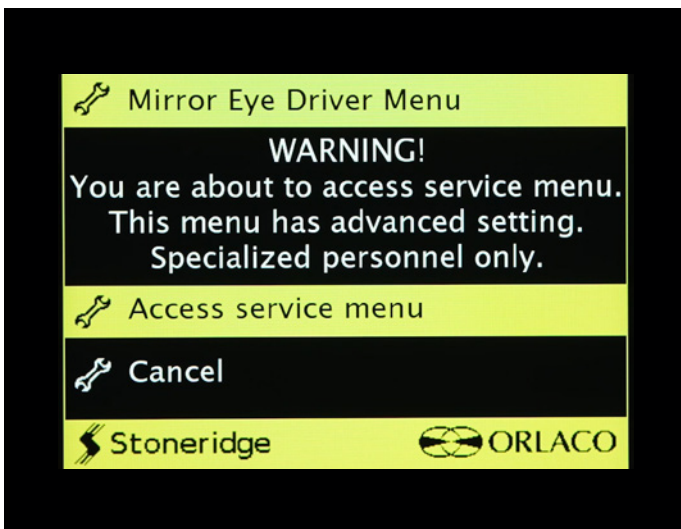 Mirror Eye Driver Menu
WARNING!
You are about to access service menu.
This menu has advanced setting.
Specialized personnel only.
Access service menu
Cancel
Stoneridge
ORLACO